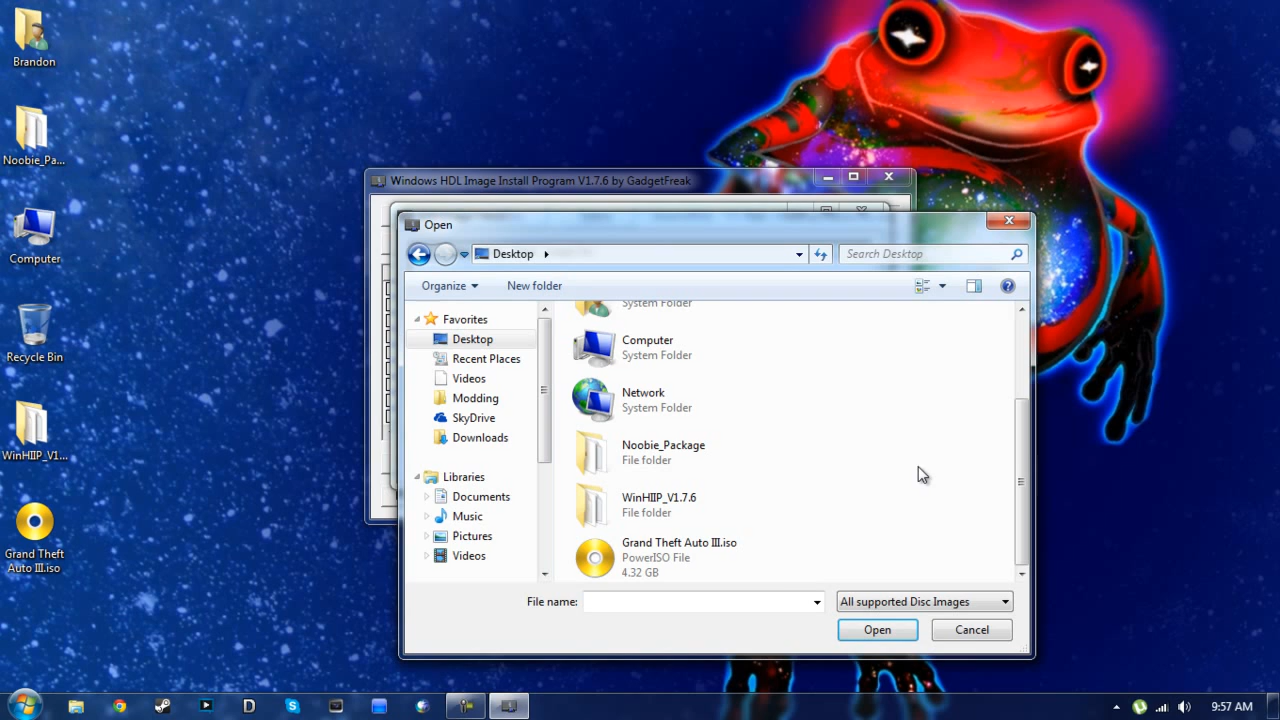 Brandon
Noobie_Pa...
Computer
Recycle Bin
WinHIIP_V1...
Grand Theft
Auto III.iso
Windows HDL Image Install Program V1.7.6 by GadgetFreak
Open
Desktop
Search Desktop
Organize
New folder
Favorites
Desktop
Recent Places
Videos
Modding
SkyDrive
Downloads
Libraries
Documents
Music
Pictures
Videos
System Folder
Computer
System Folder
Network
System Folder
Noobie_Package
File folder
WinHIIP_V1.7.6
File folder
Grand Theft Auto III.iso
PowerISO File
4.32 GB
File name:
All supported Disc Images
Open
Cancel
9:57 AM